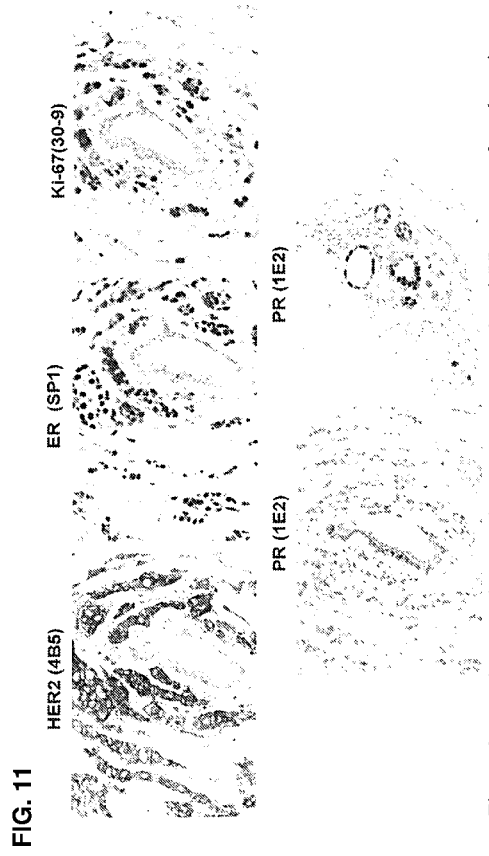 FIG. 11
HER2 (4B5)
ER (SP1)
Ki-67(30-9)
PR (1E2)
PR (1E2)